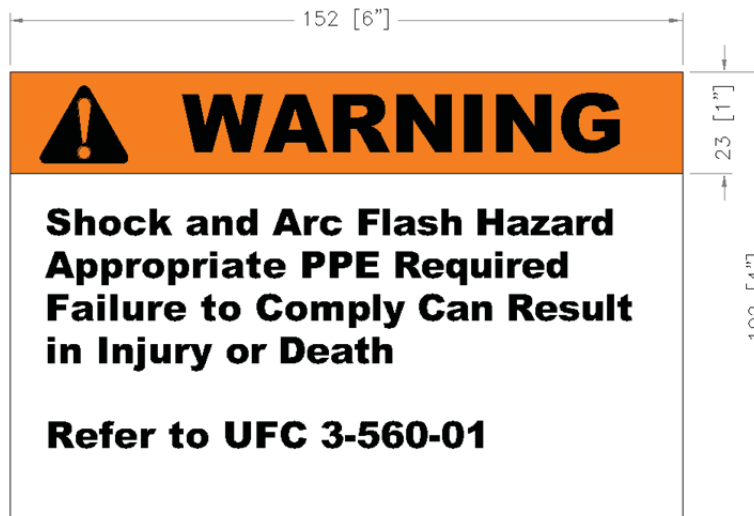 152 [6”]
WARNING
23 [1”]
Shock and Arc Flash Hazard
Appropriate PPE Required
Failure to Comply Can Result
in Injury or Death
Refer to UFC 3-560-01